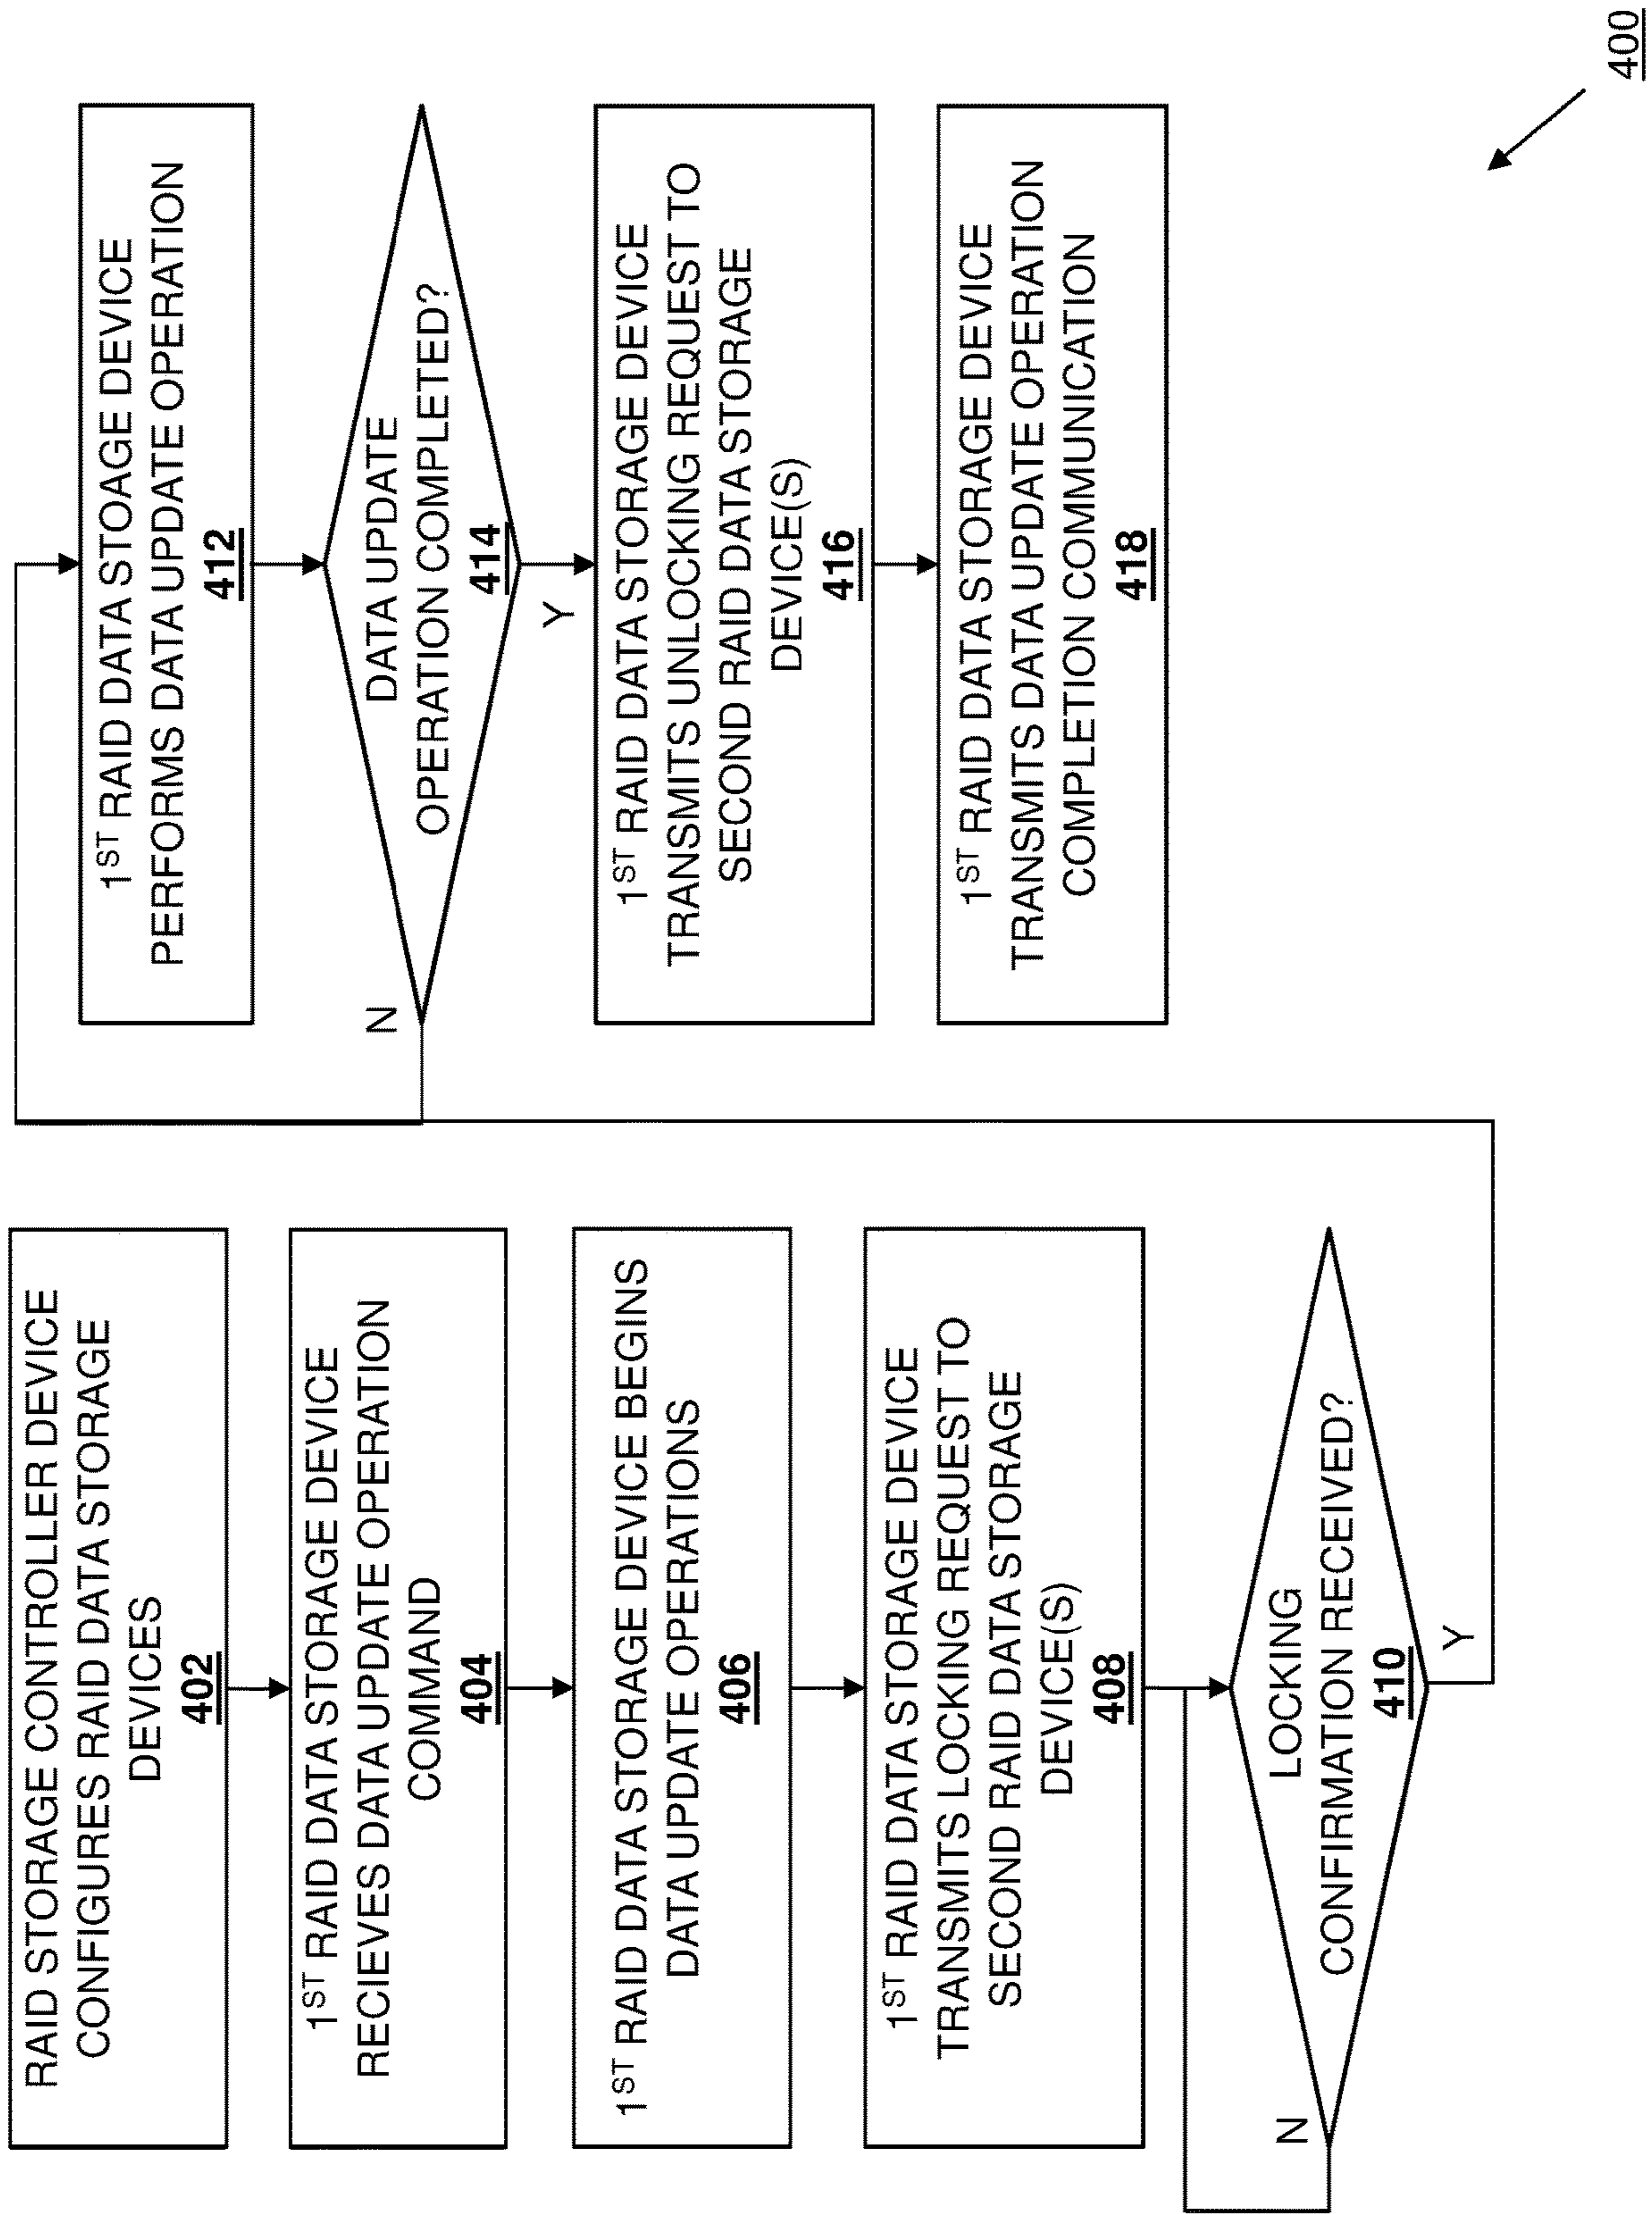 RAID STORAGE CONTROLLER DEVICE
CONFIGURES RAID DATA STORAGE
DEVICES
402
1ST RAID DATA STORAGE DEVICE
RECIEVES DATA UPDATE OPERATION
COMMAND
404
1ST RAID DATA STORAGE DEVICE BEGINS
DATA UPDATE OPERATIONS
406
1ST RAID DATA STORAGE DEVICE
TRANSMITS LOCKING REQUEST TO
SECOND RAID DATA STORAGE
DEVICE(S)
408
N
LOCKING
CONFIRMATION RECEIVED?
410
Y
1ST RAID DATA STOAGE DEVICE
PERFORMS DATA UPDATE OPERATION
412
N
DATA UPDATE
OPERATION COMPLETED?
414
Y
1ST RAID DATA STORAGE DEVICE
TRANSMITS UNLOCKING REQUEST TO
SECOND RAID DATA STORAGE
DEVICE(S)
416
1ST RAID DATA STORAGE DEVICE
TRANSMITS DATA UPDATE OPERATION
COMPLETION COMMUNICATION
418
400